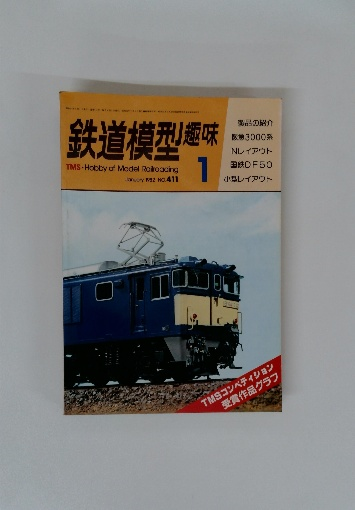 鉄道模型趣味
TMS・Hobby of Model Railroading
January 1982 NO.411
1
製品の紹介
阪急3000系
Nレイアウト
国鉄DF50
小型レイアウト
TMSコンペティション
受賞作品グラフ